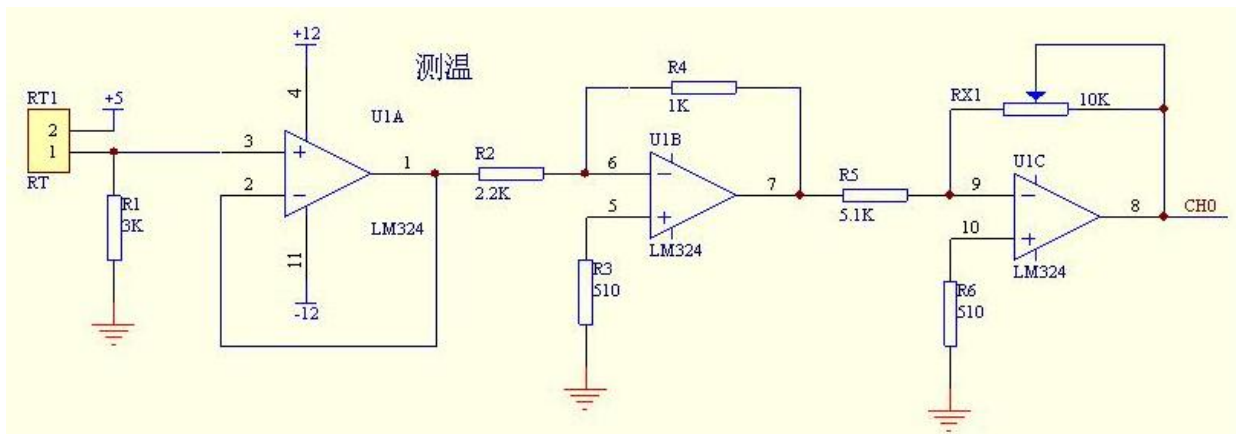 测温
RT1
+5
2
1
RT
R1
3K
+12
4
3
2
U1A
1
LM324
11
-12
R2
2.2K
R4
1K
U1B
6
5
7
LM324
R3
510
R5
5.1K
RX1
10K
U1C
9
10
8
CH0
LM324
R6
510